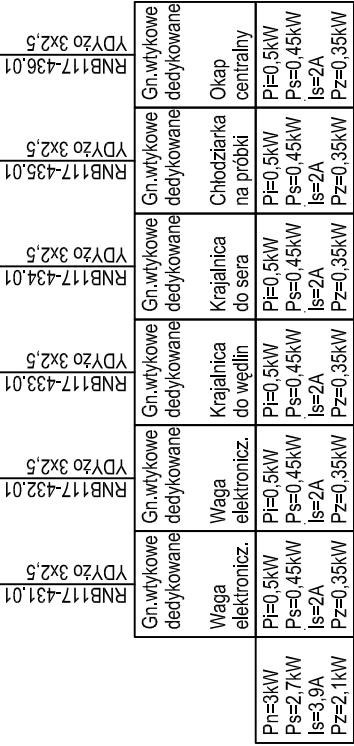 Pn=3kW
Ps=2,7kW
Is=3,9A
Pz=2,1kW
RNB117-431.01
YDYżo 3x2,5
Gn.wtykowe
dedykowane
Waga
elektronicz.
Pi=0,5kW
Ps=0,45kW
Is=2A
Pz=0,35kW
RNB117-432.01
YDYżo 3x2,5
Gn.wtykowe
dedykowane
Waga
elektronicz.
Pi=0,5kW
Ps=0,45kW
Is=2A
Pz=0,35kW
RNB117-433.01
YDYżo 3x2,5
Gn.wtykowe
dedykowane
Krajalnica
do wędlin
Pi=0,5kW
Ps=0,45kW
Is=2A
Pz=0,35kW
RNB117-434.01
YDYżo 3x2,5
Gn.wtykowe
dedykowane
Krajalnica
do sera
Pi=0,5kW
Ps=0,45kW
Is=2A
Pz=0,35kW
RNB117-435.01
YDYżo 3x2,5
Gn.wtykowe
dedykowane
Chłodziarka
na próbki
Pi=0,5kW
Ps=0,45kW
Is=2A
Pz=0,35kW
RNB117-436.01
YDYżo 3x2,5
Gn.wtykowe
dedykowane
Okap
centralny
Pi=0,5kW
Ps=0,45kW
Is=2A
Pz=0,35kW